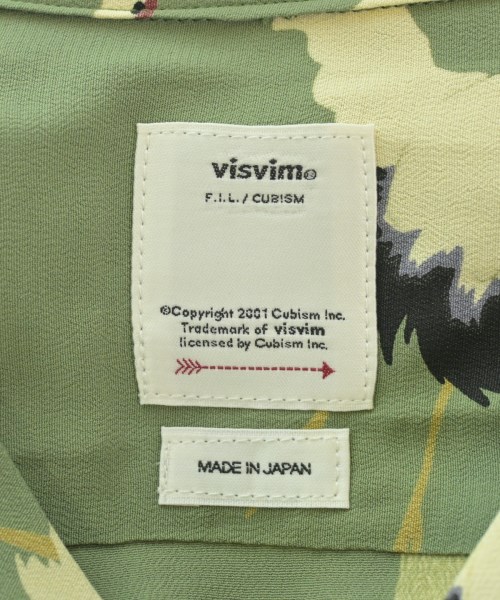 visvim®
F.I.L. / CUBISM
©Copyright 2001 Cubism Inc.
Trademark of visvim
licensed by Cubism Inc.
MADE IN JAPAN